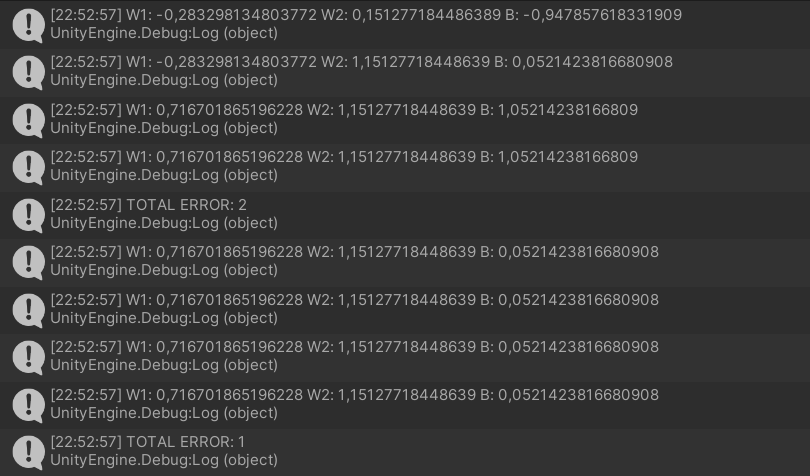 [22:52:57] W1: -0,283298134803772 W2: 0,151277184486389 B: -0,947857618331909
UnityEngine.Debug:Log (object)
[22:52:57] W1: -0,283298134803772 W2: 1,15127718448639 B: 0,0521423816680908
UnityEngine.Debug:Log (object)
[22:52:57] W1: 0,716701865196228 W2: 1,15127718448639 B: 1,05214238166809
UnityEngine.Debug:Log (object)
[22:52:57] W1: 0,716701865196228 W2: 1,15127718448639 B: 1,05214238166809
UnityEngine.Debug:Log (object)
[22:52:57] TOTAL ERROR: 2
UnityEngine.Debug:Log (object)
[22:52:57] W1: 0,716701865196228 W2: 1,15127718448639 B: 0,0521423816680908
UnityEngine.Debug:Log (object)
[22:52:57] W1: 0,716701865196228 W2: 1,15127718448639 B: 0,0521423816680908
UnityEngine.Debug:Log (object)
[22:52:57] W1: 0,716701865196228 W2: 1,15127718448639 B: 0,0521423816680908
UnityEngine.Debug:Log (object)
[22:52:57] W1: 0,716701865196228 W2: 1,15127718448639 B: 0,0521423816680908
UnityEngine.Debug:Log (object)
[22:52:57] TOTAL ERROR: 1
UnityEngine.Debug:Log (object)